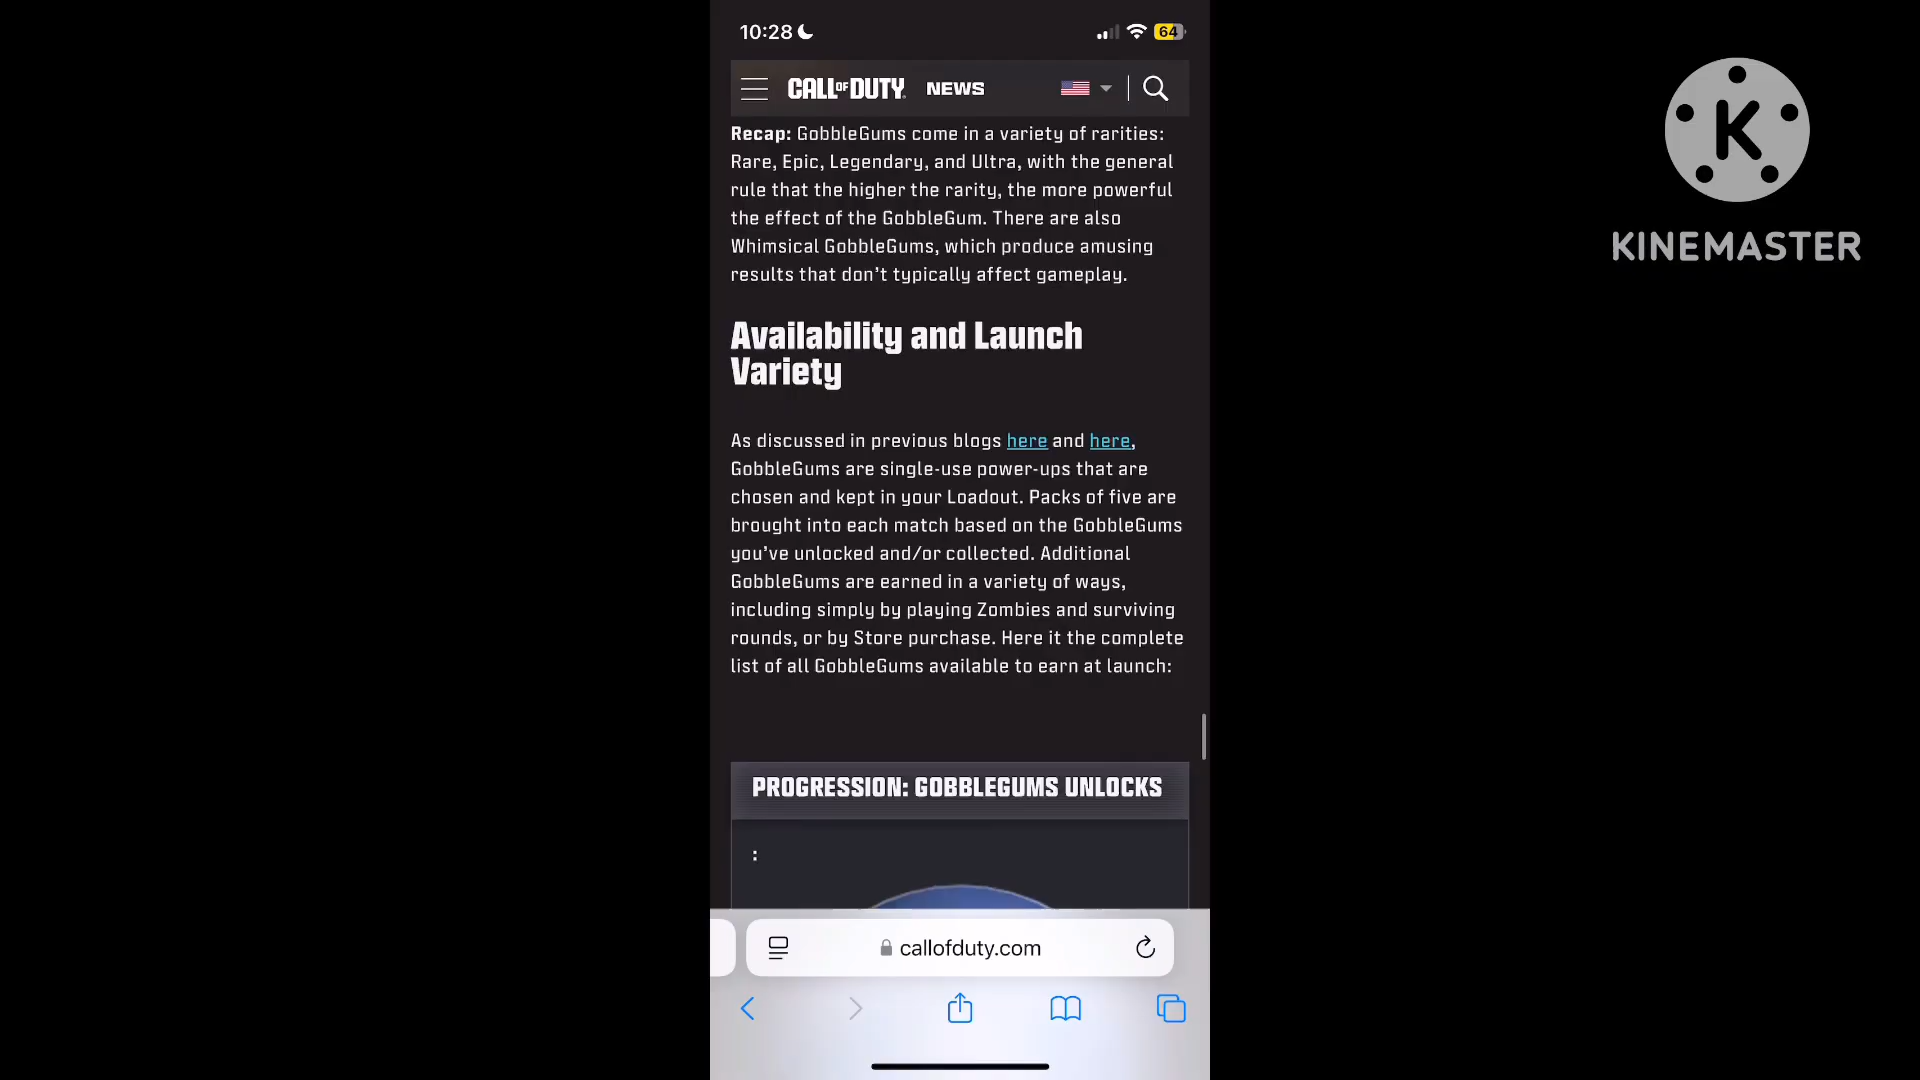 10:28
64
CALL OF DUTY. NEWS
Recap: GobbleGums come in a variety of rarities:
Rare, Epic, Legendary, and Ultra, with the general
rule that the higher the rarity, the more powerful
the effect of the GobbleGum. There are also
Whimsical GobbleGums, which produce amusing
results that don't typically affect gameplay.
Availability and Launch
Variety
As discussed in previous blogs here and here,
GobbleGums are single-use power-ups that are
chosen and kept in your Loadout. Packs of five are
brought into each match based on the GobbleGums
you've unlocked and/or collected. Additional
GobbleGums are earned in a variety of ways,
including simply by playing Zombies and surviving
rounds, or by Store purchase. Here it the complete
list of all GobbleGums available to earn at launch:
PROGRESSION: GOBBLEGUMS UNLOCKS
:
callofduty.com
K
KINEMASTER